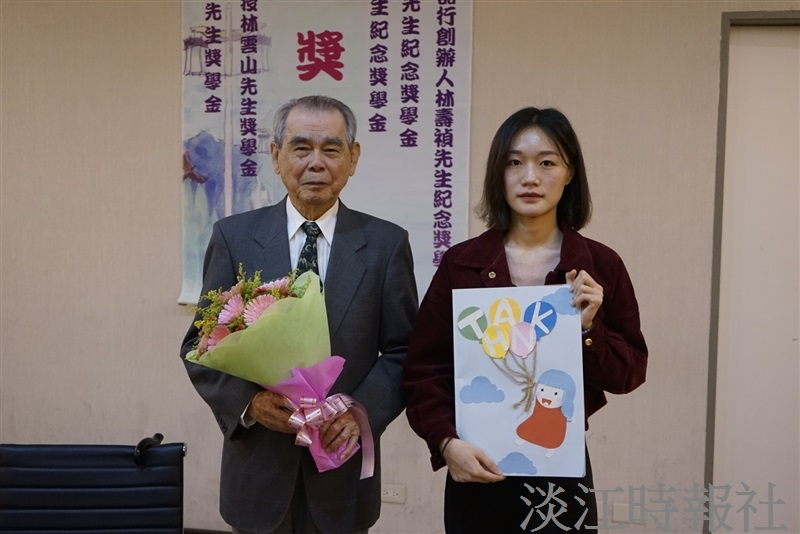 獎
行創辦人林壽禎先生紀念獎學
生紀念獎學金
生紀念獎學金
授林雲山先生獎學金
先生獎學金
THANK
淡江時報社